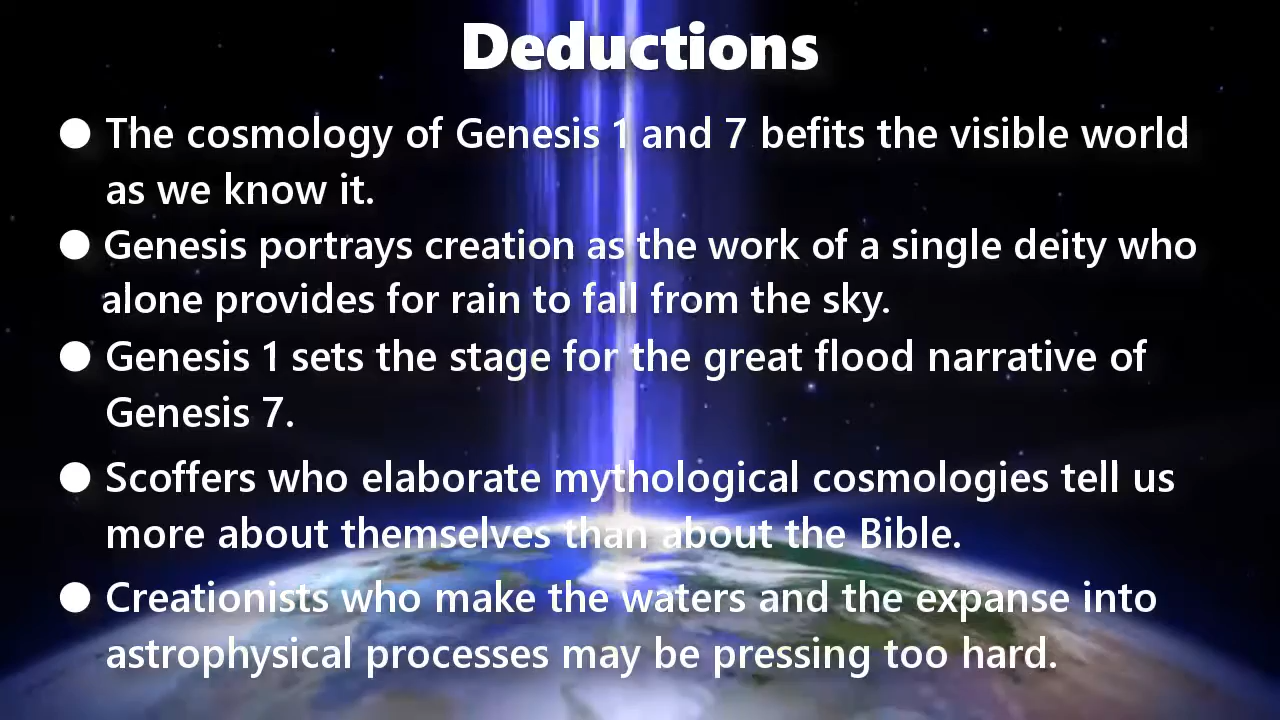 Deductions
● The cosmology of Genesis 1 and 7 befits the visible world
as we know it.
● Genesis portrays creation as the work of a single deity who
alone provides for rain to fall from the sky.
● Genesis 1 sets the stage for the great flood narrative of
Genesis 7.
● Scoffers who elaborate mythological cosmologies tell us
more about themselves than about the Bible.
● Creationists who make the waters and the expanse into
astrophysical processes may be pressing too hard.